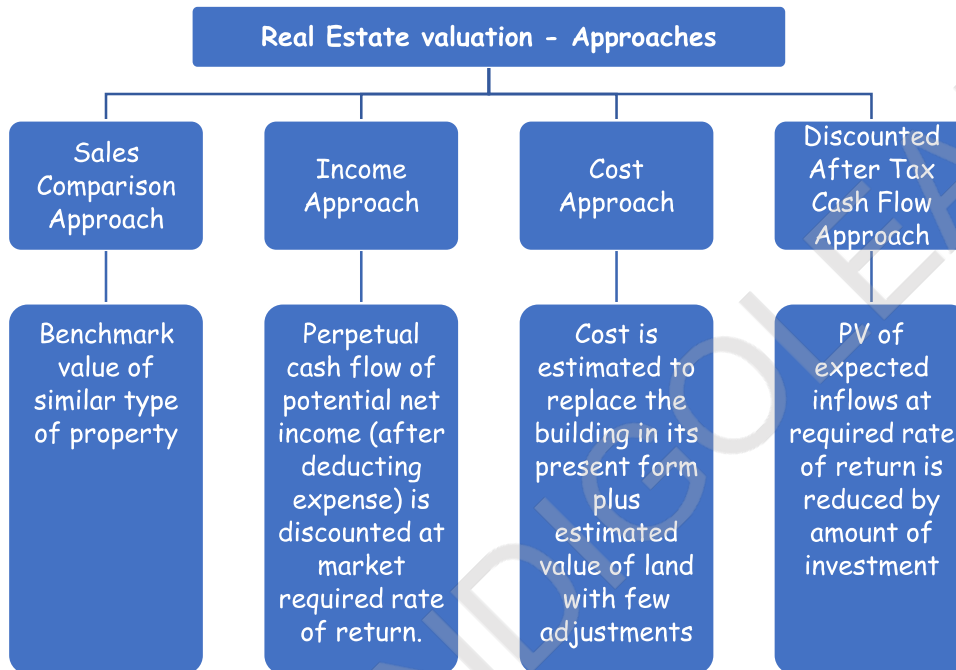 Real Estate valuation - Approaches
Sales
Comparison
Approach
Income
Approach
Cost
Approach
Discounted
After Tax
Cash Flow
Approach
Benchmark
value of
similar type
of property
Perpetual
cash flow of
potential net
income (after
deducting
expense) is
discounted at
market
required rate
of return.
Cost is
estimated to
replace the
building in its
present form
plus
estimated
value of land
with few
adjustments
PV of
expected
inflows at
required rate
of return is
reduced by
amount of
investment